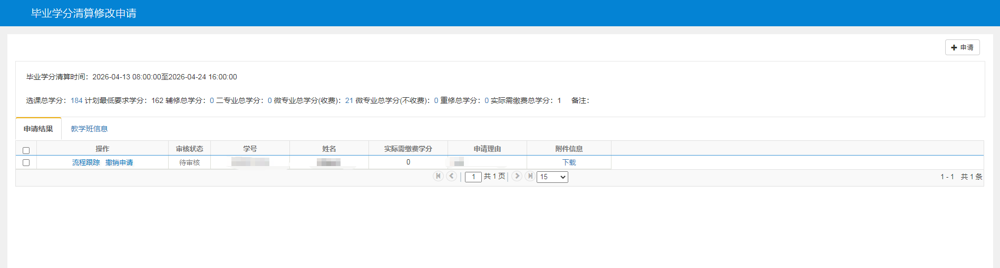 毕业学分清算修改申请
申请
毕业学分清算时间：2026-04-13 08:00:00至2026-04-24 16:00:00
选课总学分：184 计划最低要求学分：162 辅修总学分：0 二专业总学分：0 微专业总学分(收费)：21 微专业总学分(不收费)：0 重修总学分：0 实际需缴费总学分：1 备注：
申请结果 教学班信息
操作 审核状态 学号 姓名 实际需缴费学分 申请理由 附件信息
流程跟踪 撤销申请 待审核 0 下载
1 共 1 页 15 1 - 1 共 1 条